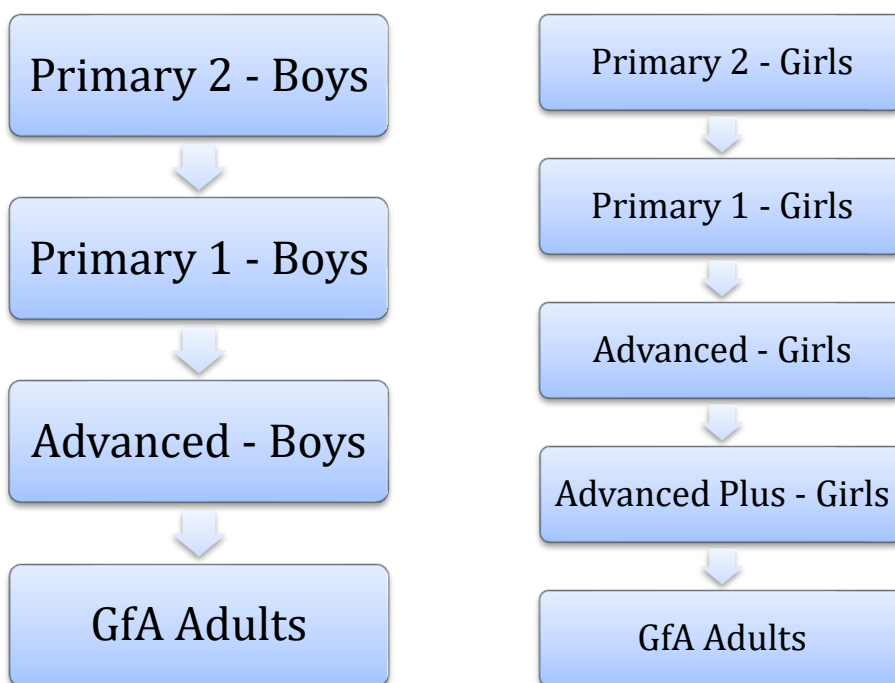 Primary 2 - Boys
Primary 1 - Boys
Advanced - Boys
GfA Adults
Primary 2 - Girls
Primary 1 - Girls
Advanced - Girls
Advanced Plus - Girls
GfA Adults